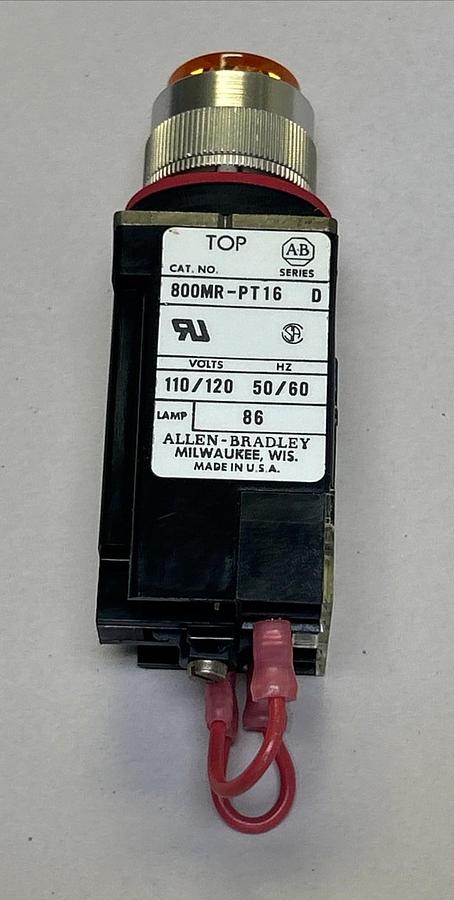 TOP
A-B
CAT. NO. SERIES
800MR-PT16 D
VOLTS HZ
110/120 50/60
LAMP 86
ALLEN-BRADLEY
MILWAUKEE, WIS.
MADE IN U.S.A.